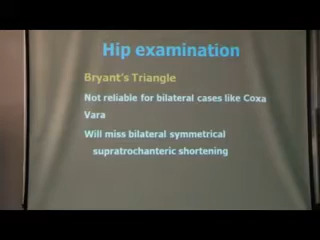 Hip examination
Bryant's Triangle
Not reliable for bilateral cases like Coxa
Vara
Will miss bilateral symmetrical
supratrochanteric shortening